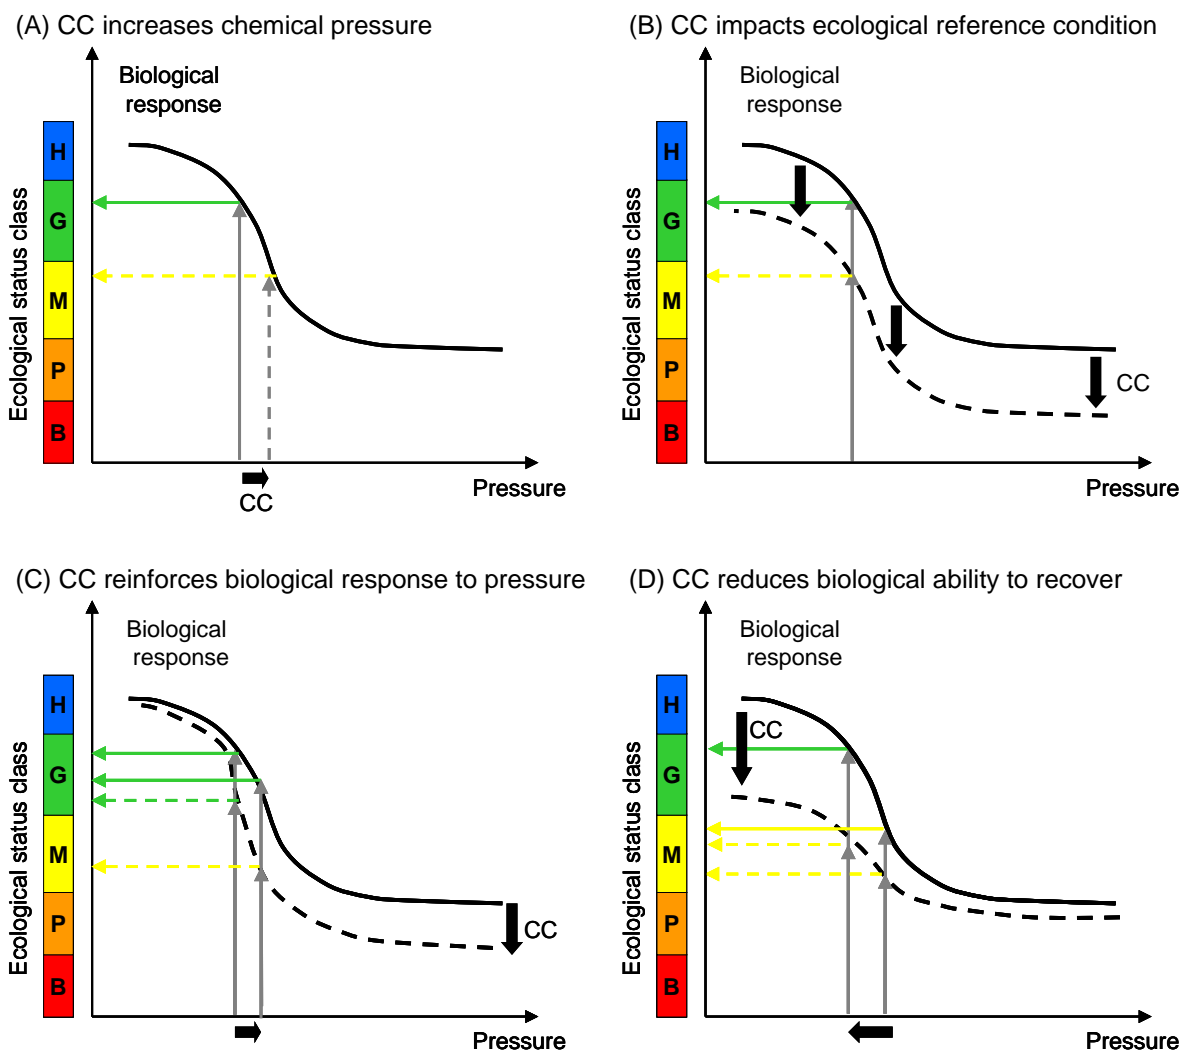 (A) CC increases chemical pressure
Biological
response
Ecological status class
H
G
M
P
B
CC
Pressure
(B) CC impacts ecological reference condition
Biological
response
Ecological status class
H
G
M
P
B
CC
Pressure
(C) CC reinforces biological response to pressure
Biological
response
Ecological status class
H
G
M
P
B
CC
Pressure
(D) CC reduces biological ability to recover
Biological
response
Ecological status class
H
G
M
P
B
CC
Pressure